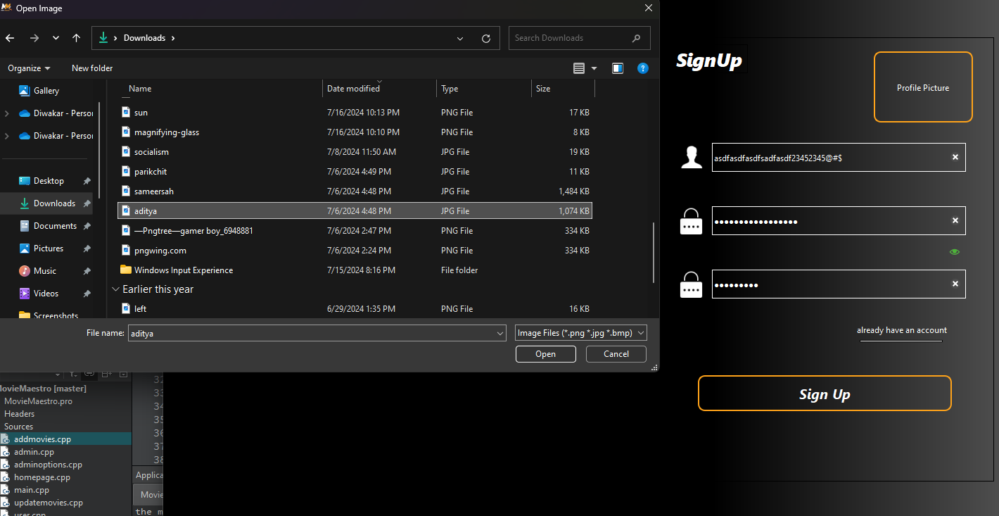 Open Image
Downloads
Search Downloads
Organize
New folder
Name Date modified Type Size
Gallery
Diwakar - Person
Diwakar - Person
Desktop
Downloads
Documents
Pictures
Music
Videos
Screenshots
sun 7/16/2024 10:13 PM PNG File 17 KB
magnifying-glass 7/16/2024 10:10 PM PNG File 8 KB
socialism 7/8/2024 11:50 AM JPG File 19 KB
parikchit 7/6/2024 4:49 PM JPG File 11 KB
sameersah 7/6/2024 4:48 PM JPG File 1,484 KB
aditya 7/6/2024 4:48 PM JPG File 1,074 KB
—Pngtree—gamer boy_6948881 7/6/2024 2:47 PM PNG File 334 KB
pngwing.com 7/6/2024 2:24 PM PNG File 334 KB
Windows Input Experience 7/15/2024 8:16 PM File folder
Earlier this year
left 6/29/2024 1:35 PM PNG File 16 KB
File name: aditya
Image Files (*.png *.jpg *.bmp)
Open Cancel
SignUp
Profile Picture
asdfasdfasdfsadfasdf23452345@#$
already have an account
Sign Up
MovieMaestro [master]
MovieMaestro.pro
Headers
Sources
addmovies.cpp
admin.cpp
adminoptions.cpp
homepage.cpp
main.cpp
updatemovies.cpp
user.cpp
32
33
34
35
36
37
38
Applica
Movie
the m